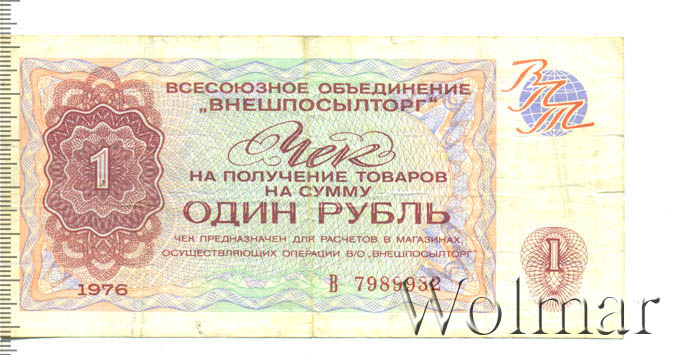 ВСЕСОЮЗНОЕ ОБЪЕДИНЕНИЕ
„ВНЕШПОСЫЛТОРГ"
ВПТ
Чек
НА ПОЛУЧЕНИЕ ТОВАРОВ
НА СУММУ
1
ОДИН РУБЛЬ
ЧЕК ПРЕДНАЗНАЧЕН ДЛЯ РАСЧЕТОВ В МАГАЗИНАХ,
ОСУЩЕСТВЛЯЮЩИХ ОПЕРАЦИИ В/О „ВНЕШПОСЫЛТОРГ"
1
1976
В 7989932
Wolmar